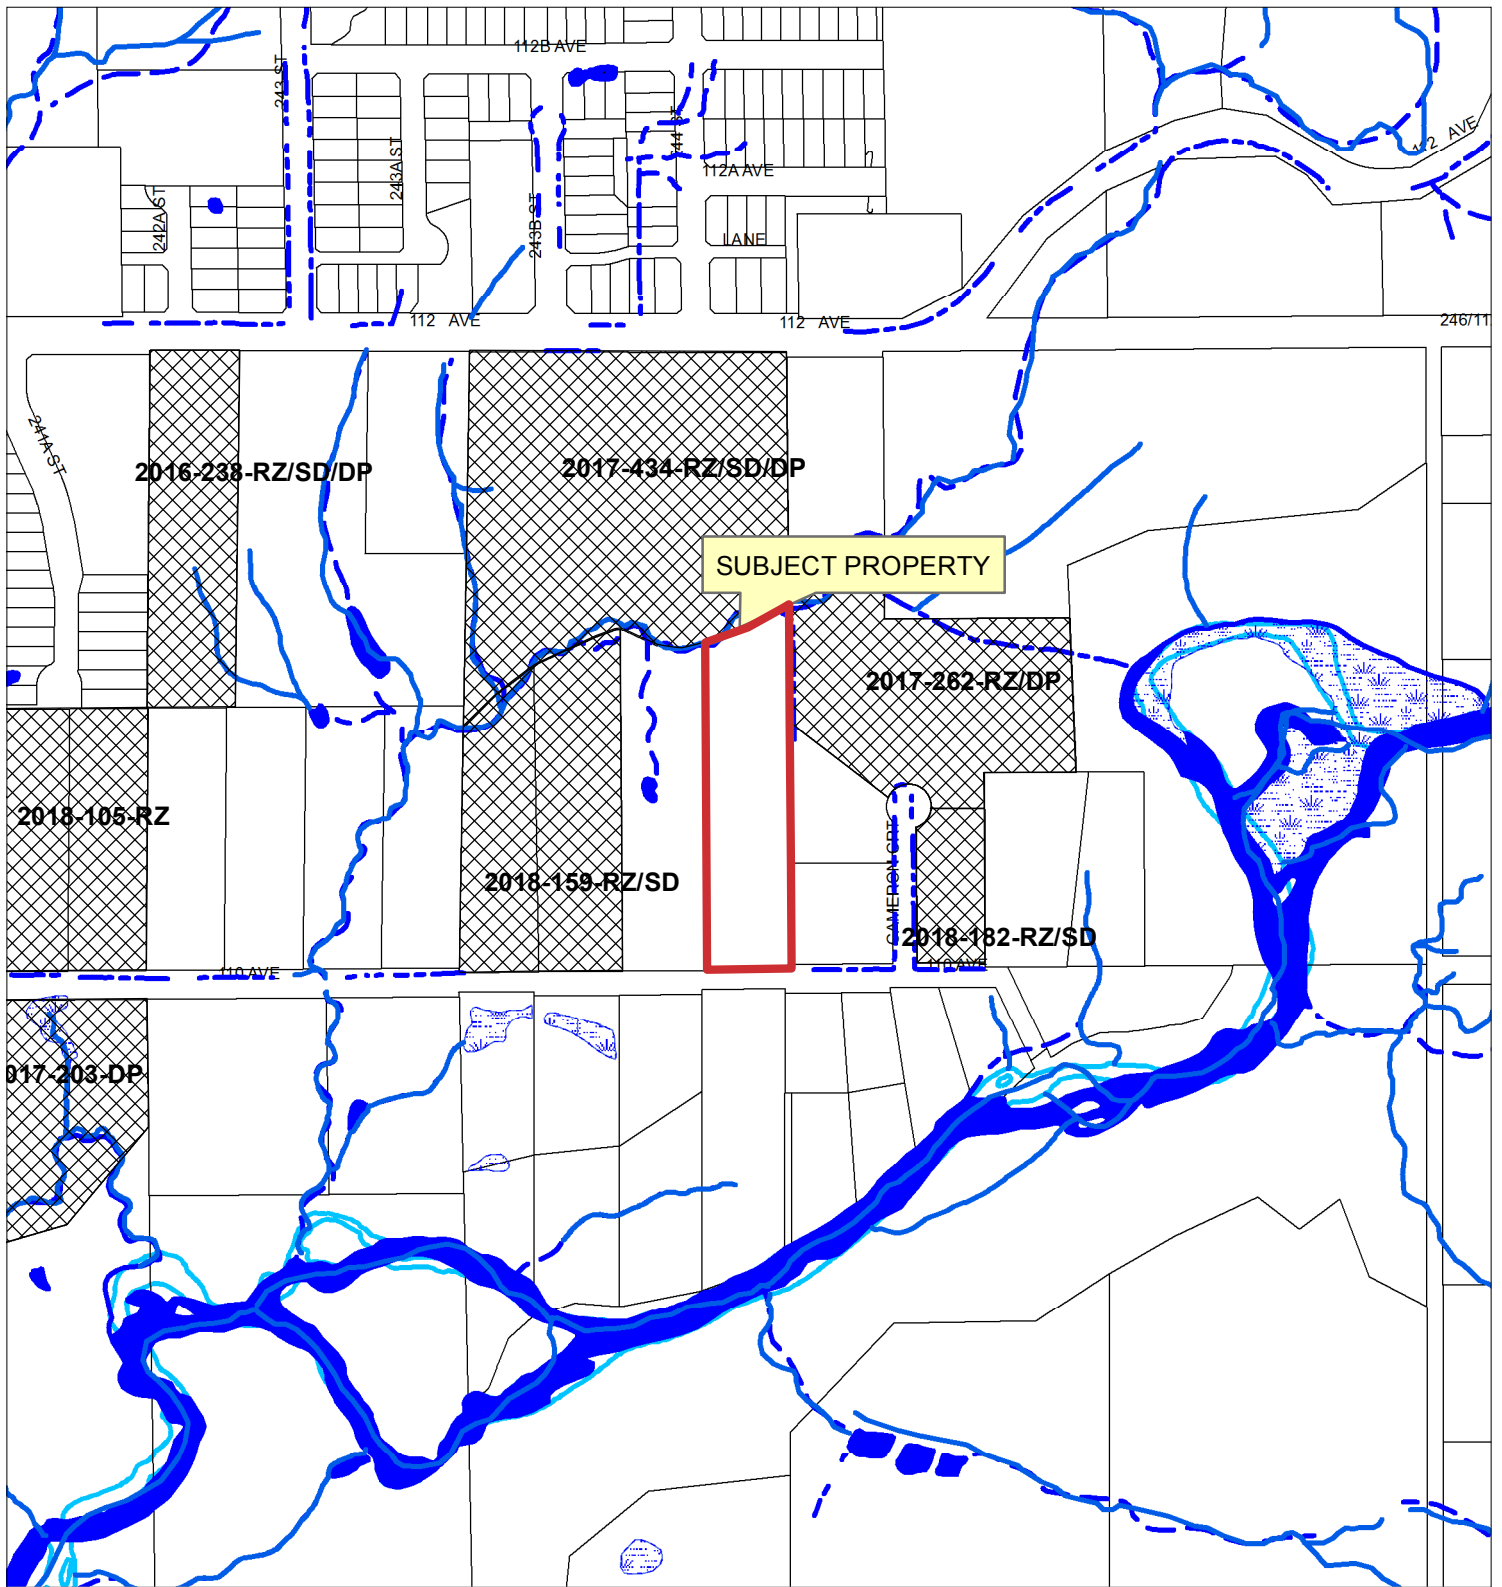 112B AVE
243 ST
243A ST
244 ST
112 AVE
112A AVE
242A ST
243B ST
LANE
112 AVE
112 AVE
246/11
241A ST
2016-238-RZ/SD/DP
2017-434-RZ/SD/DP
SUBJECT PROPERTY
2017-262-RZ/DP
2018-105-RZ
2018-159-RZ/SD
CAMERON CRT
2018-182-RZ/SD
110 AVE
110 AVE
017-203-DP